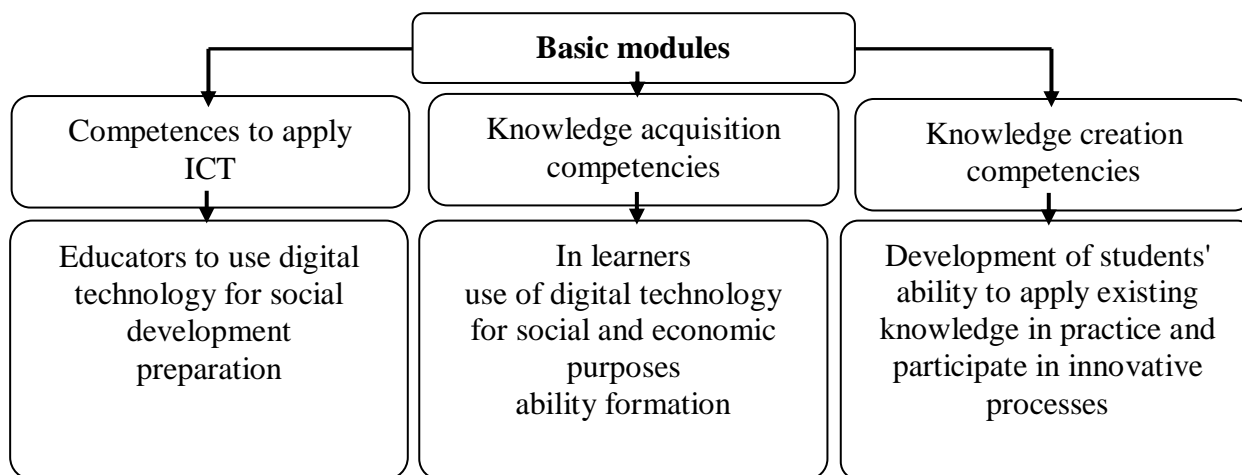 Basic modules
Competences to apply
ICT
Knowledge acquisition
competencies
Knowledge creation
competencies
Educators to use digital
technology for social
development
preparation
In learners
use of digital technology
for social and economic
purposes
ability formation
Development of students'
ability to apply existing
knowledge in practice and
participate in innovative
processes